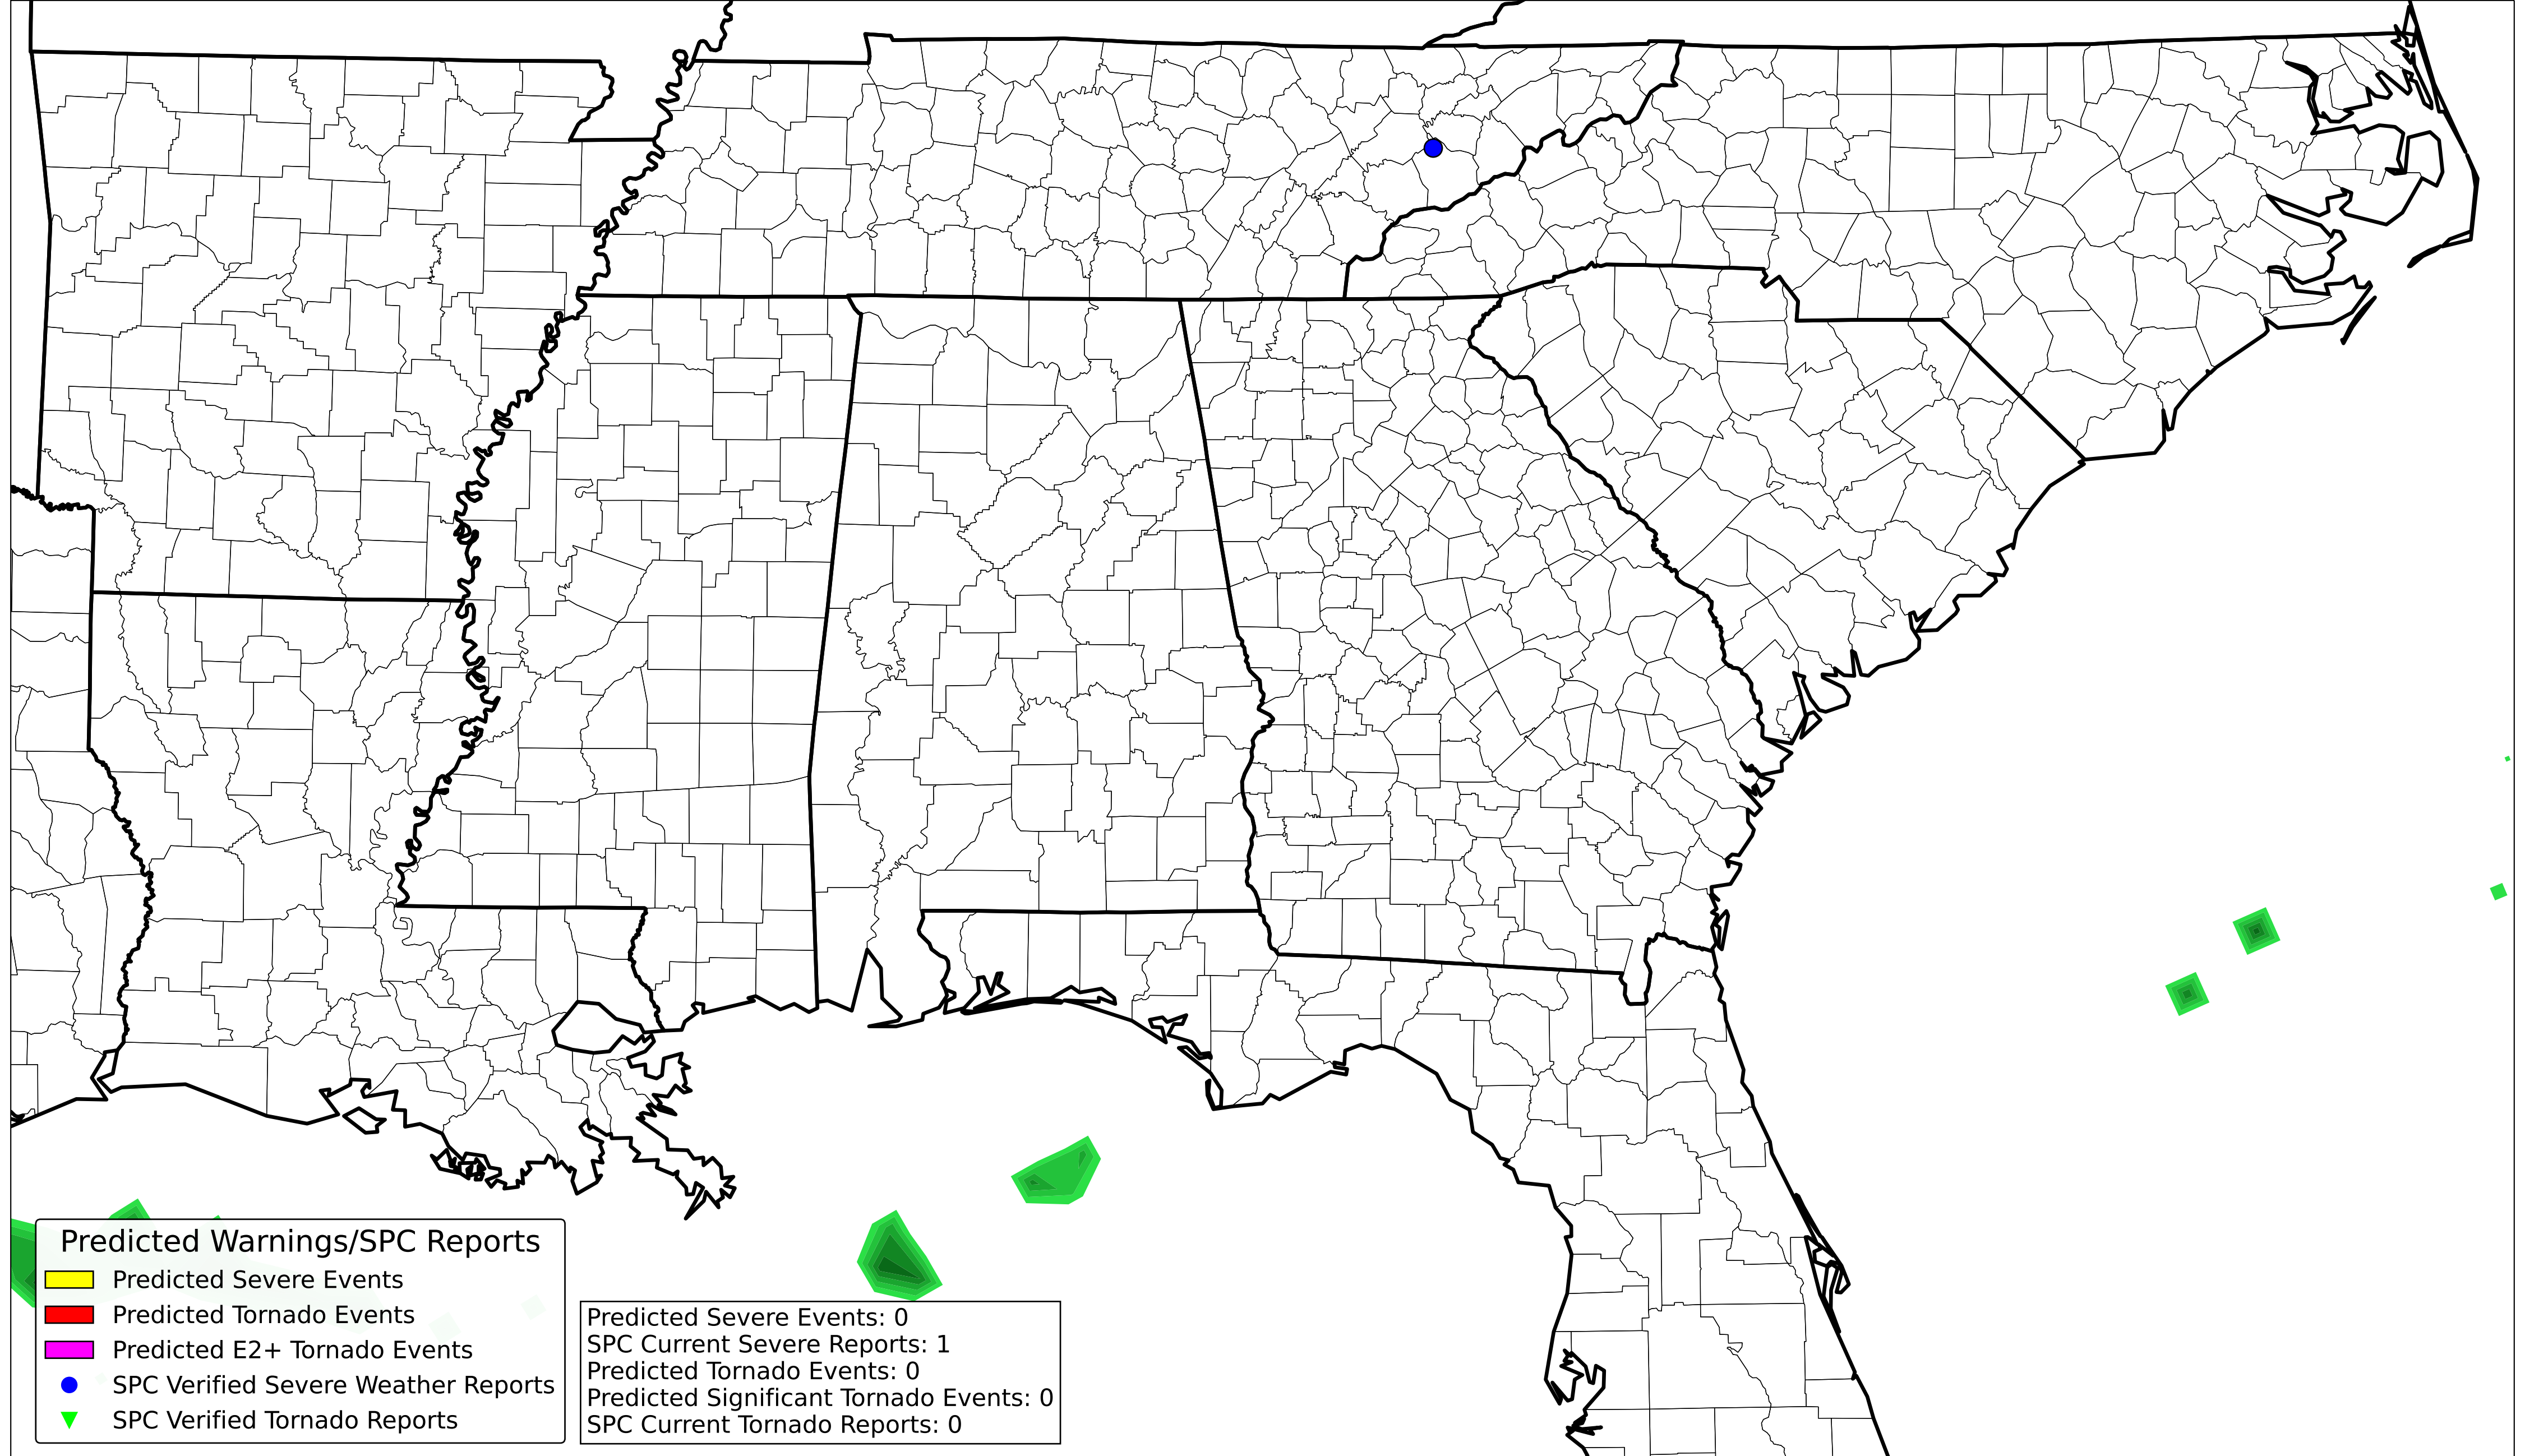 Predicted Warnings/SPC Reports
Predicted Severe Events
Predicted Tornado Events
Predicted E2+ Tornado Events
SPC Verified Severe Weather Reports
SPC Verified Tornado Reports
Predicted Severe Events: 0
SPC Current Severe Reports: 1
Predicted Tornado Events: 0
Predicted Significant Tornado Events: 0
SPC Current Tornado Reports: 0